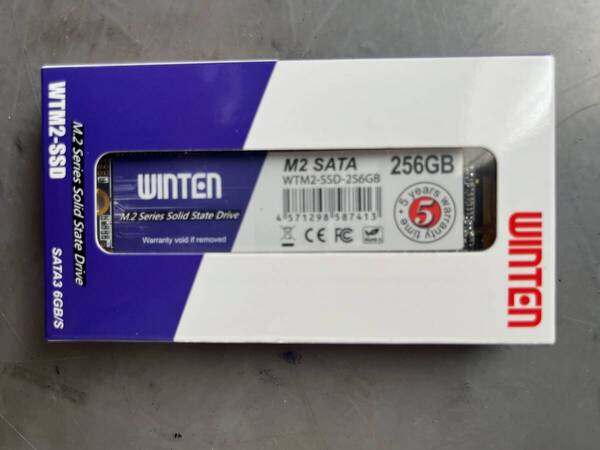 WTM2-SSD
M.2 Series Solid State Drive
SATA3 6GB/S
WINTEN
M.2 Series Solid State Drive
Warranty void if removed
M2 SATA
WTM2-SSD-256GB
4 571298 587413
CE FC
256GB
5 years warranty time
5
WINTEN